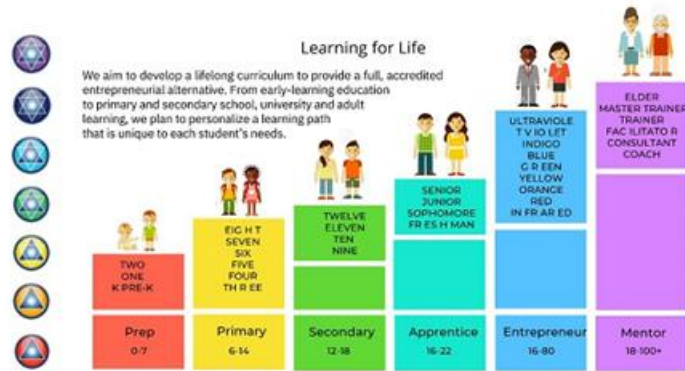 Learning for Life
We aim to develop a lifelong curriculum to provide a full, accredited
entrepreneurial alternative. From early-learning education
to primary and secondary school, university and adult
learning, we plan to personalize a learning path
that is unique to each student's needs.
TWO
ONE
K PRE-K
Prep
0-7
EIG H T
SEVEN
SIX
FIVE
FOUR
TH R EE
Primary
6-14
TWELVE
ELEVEN
TEN
NINE
Secondary
12-18
SENIOR
JUNIOR
SOPHOMORE
FR ES H MAN
Apprentice
16-22
ULTRAVIOLE
T V IO LET
INDIGO
BLUE
G R EEN
YELLOW
ORANGE
RED
IN FR AR ED
Entrepreneur
16-80
ELDER
MASTER TRAINER
TRAINER
FAC ILITATO R
CONSULTANT
COACH
Mentor
18-100+